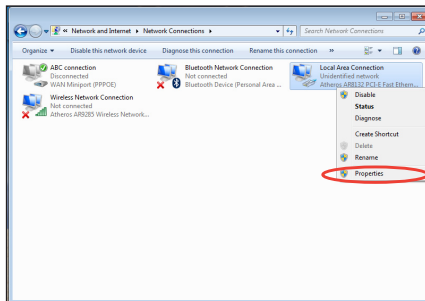 « Network and Internet ▸ Network Connections ▸
Search Network Connections
Organize ▾ Disable this network device Diagnose this connection Rename this connection »
ABC connection
Disconnected
WAN Miniport (PPPOE)
Bluetooth Network Connection
Not connected
Bluetooth Device (Personal Area ...
Local Area Connection
Unidentified network
Atheros AR8132 PCI-E Fast Ethern...
Wireless Network Connection
Not connected
Atheros AR9285 Wireless Network...
Disable
Status
Diagnose
Create Shortcut
Delete
Rename
Properties